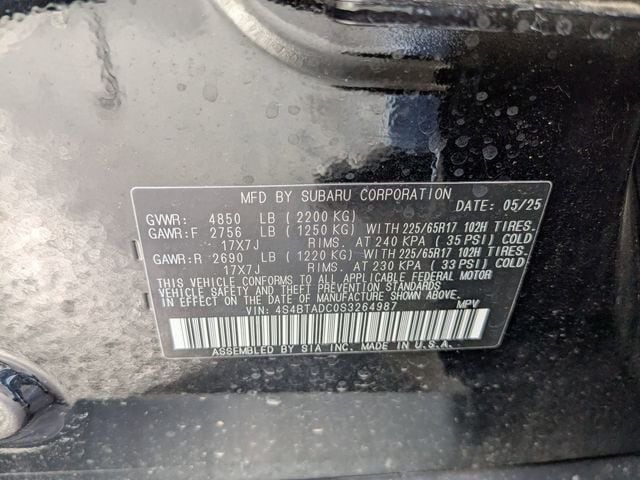 MFD BY SUBARU CORPORATION DATE: 05/25
GVWR: 4850 LB ( 2200 KG)
GAWR:F 2756 LB ( 1250 KG) WITH 225/65R17 102H TIRES,
17X7J RIMS, AT 240 KPA ( 35 PSI) COLD
GAWR:R 2690 LB ( 1220 KG) WITH 225/65R17 102H TIRES,
17X7J RIMS, AT 230 KPA ( 33 PSI) COLD
THIS VEHICLE CONFORMS TO ALL APPLICABLE FEDERAL MOTOR
VEHICLE SAFETY AND THEFT PREVENTION STANDARDS
IN EFFECT ON THE DATE OF MANUFACTURE SHOWN ABOVE.
VIN: 4S4BTADC0S3264987 MPV
ASSEMBLED BY SIA INC. MADE IN U.S.A.